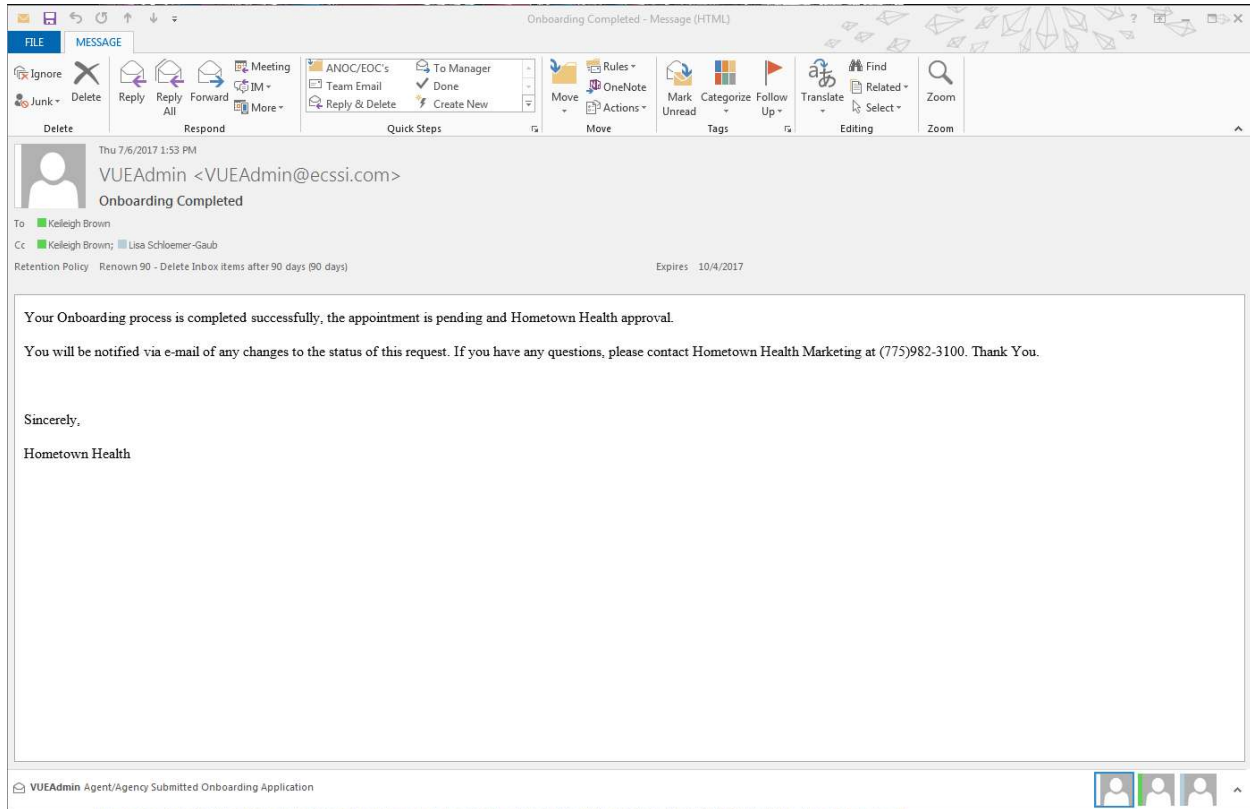 Onboarding Completed - Message (HTML)
?
FILE MESSAGE
Ignore
Junk
Delete
Reply
Reply All
Forward
Meeting
IM
More
ANOC/EOC's
Team Email
Reply & Delete
To Manager
Done
Create New
Move
Rules
OneNote
Actions
Mark Unread
Categorize
Follow Up
Translate
Find
Related
Select
Zoom
Delete Respond Quick Steps Move Tags Editing Zoom
Thu 7/6/2017 1:53 PM
VUEAdmin <VUEAdmin@ecssi.com>
Onboarding Completed
To Keileigh Brown
Cc Keileigh Brown; Lisa Schloemer-Gaub
Retention Policy Renown 90 - Delete Inbox items after 90 days (90 days) Expires 10/4/2017
Your Onboarding process is completed successfully, the appointment is pending and Hometown Health approval.
You will be notified via e-mail of any changes to the status of this request. If you have any questions, please contact Hometown Health Marketing at (775)982-3100. Thank You.
Sincerely,
Hometown Health
VUEAdmin Agent/Agency Submitted Onboarding Application